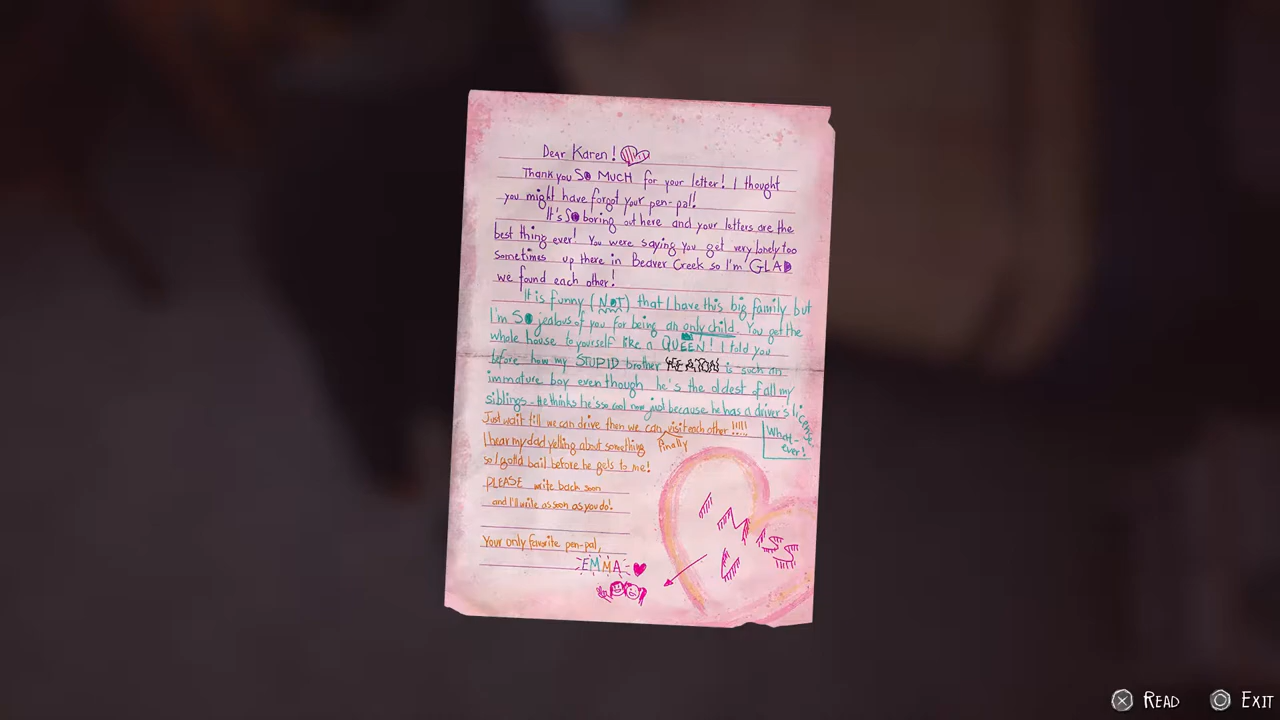 Dear Karen!
Thank you SO MUCH for your letter! I thought
you might have forgot your pen-pal!
It's SO boring out here and your letters are the
best thing ever! You were saying you get very lonely too
sometimes up there in Beaver Creek so I'm GLAD
we found each other!
It is funny (NOT) that I have this big family but
I'm SO jealous of you for being an only child. You get the
whole house to yourself like a QUEEN! I told you
before how my STUPID brother is such an
immature boy even though he's the oldest of all my
siblings - He thinks he's so cool now just because he has a driver's licence
What-
ever!
Just wait till we can drive then we can finally visit each other !!!!!
I hear my dad yelling about something
so I gotta bail before he gets to me!
PLEASE write back soon
and I'll write as soon as you do!
Your only favorite pen-pal,
EMMA
READ
EXIT